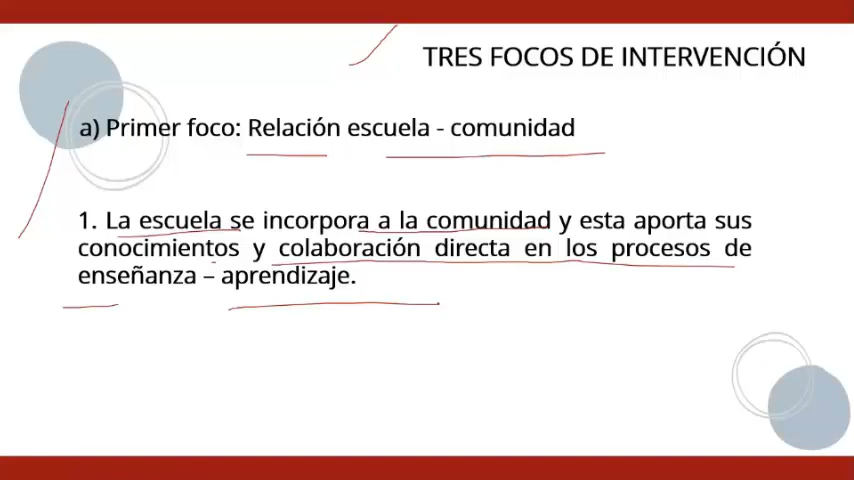 TRES FOCOS DE INTERVENCIÓN
a) Primer foco: Relación escuela - comunidad
1. La escuela se incorpora a la comunidad y esta aporta sus
conocimientos y colaboración directa en los procesos de
enseñanza – aprendizaje.